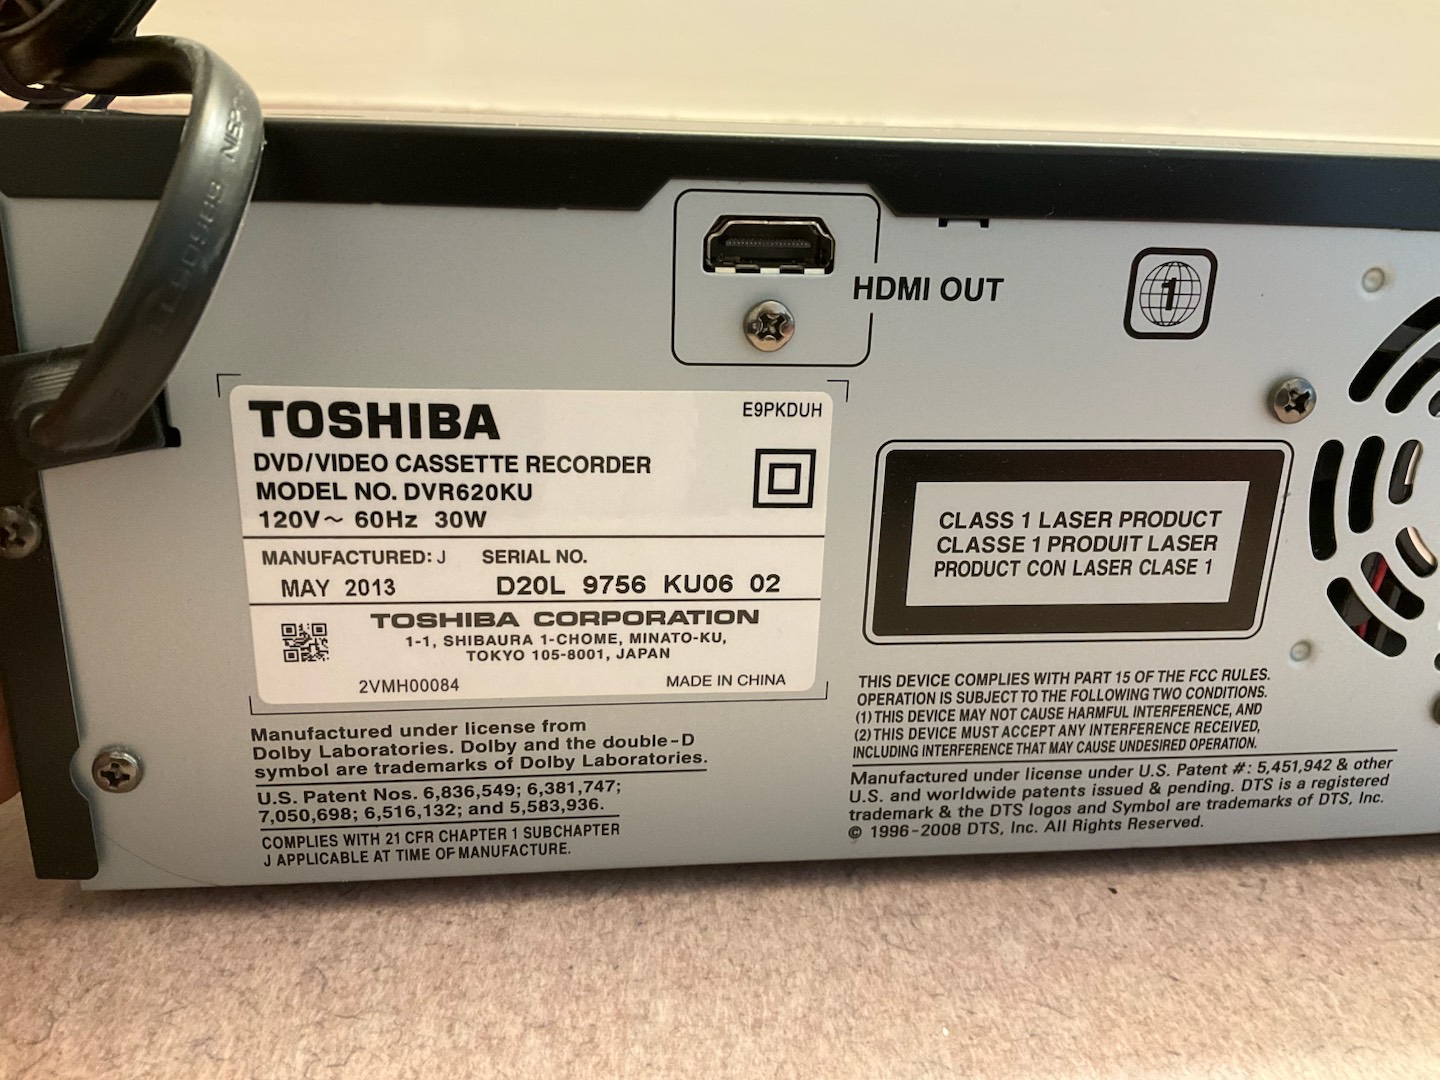 HDMI OUT
1
TOSHIBA
E9PKDUH
DVD/VIDEO CASSETTE RECORDER
MODEL NO. DVR620KU
120V~ 60Hz 30W
MANUFACTURED: J SERIAL NO.
MAY 2013 D20L 9756 KU06 02
TOSHIBA CORPORATION
1-1, SHIBAURA 1-CHOME, MINATO-KU,
TOKYO 105-8001, JAPAN
2VMH00084 MADE IN CHINA
Manufactured under license from
Dolby Laboratories. Dolby and the double-D
symbol are trademarks of Dolby Laboratories.
U.S. Patent Nos. 6,836,549; 6,381,747;
7,050,698; 6,516,132; and 5,583,936.
COMPLIES WITH 21 CFR CHAPTER 1 SUBCHAPTER
J APPLICABLE AT TIME OF MANUFACTURE.
CLASS 1 LASER PRODUCT
CLASSE 1 PRODUIT LASER
PRODUCT CON LASER CLASE 1
THIS DEVICE COMPLIES WITH PART 15 OF THE FCC RULES.
OPERATION IS SUBJECT TO THE FOLLOWING TWO CONDITIONS.
(1) THIS DEVICE MAY NOT CAUSE HARMFUL INTERFERENCE, AND
(2) THIS DEVICE MUST ACCEPT ANY INTERFERENCE RECEIVED,
INCLUDING INTERFERENCE THAT MAY CAUSE UNDESIRED OPERATION.
Manufactured under license under U.S. Patent #: 5,451,942 & other
U.S. and worldwide patents issued & pending. DTS is a registered
trademark & the DTS logos and Symbol are trademarks of DTS, Inc.
© 1996-2008 DTS, Inc. All Rights Reserved.